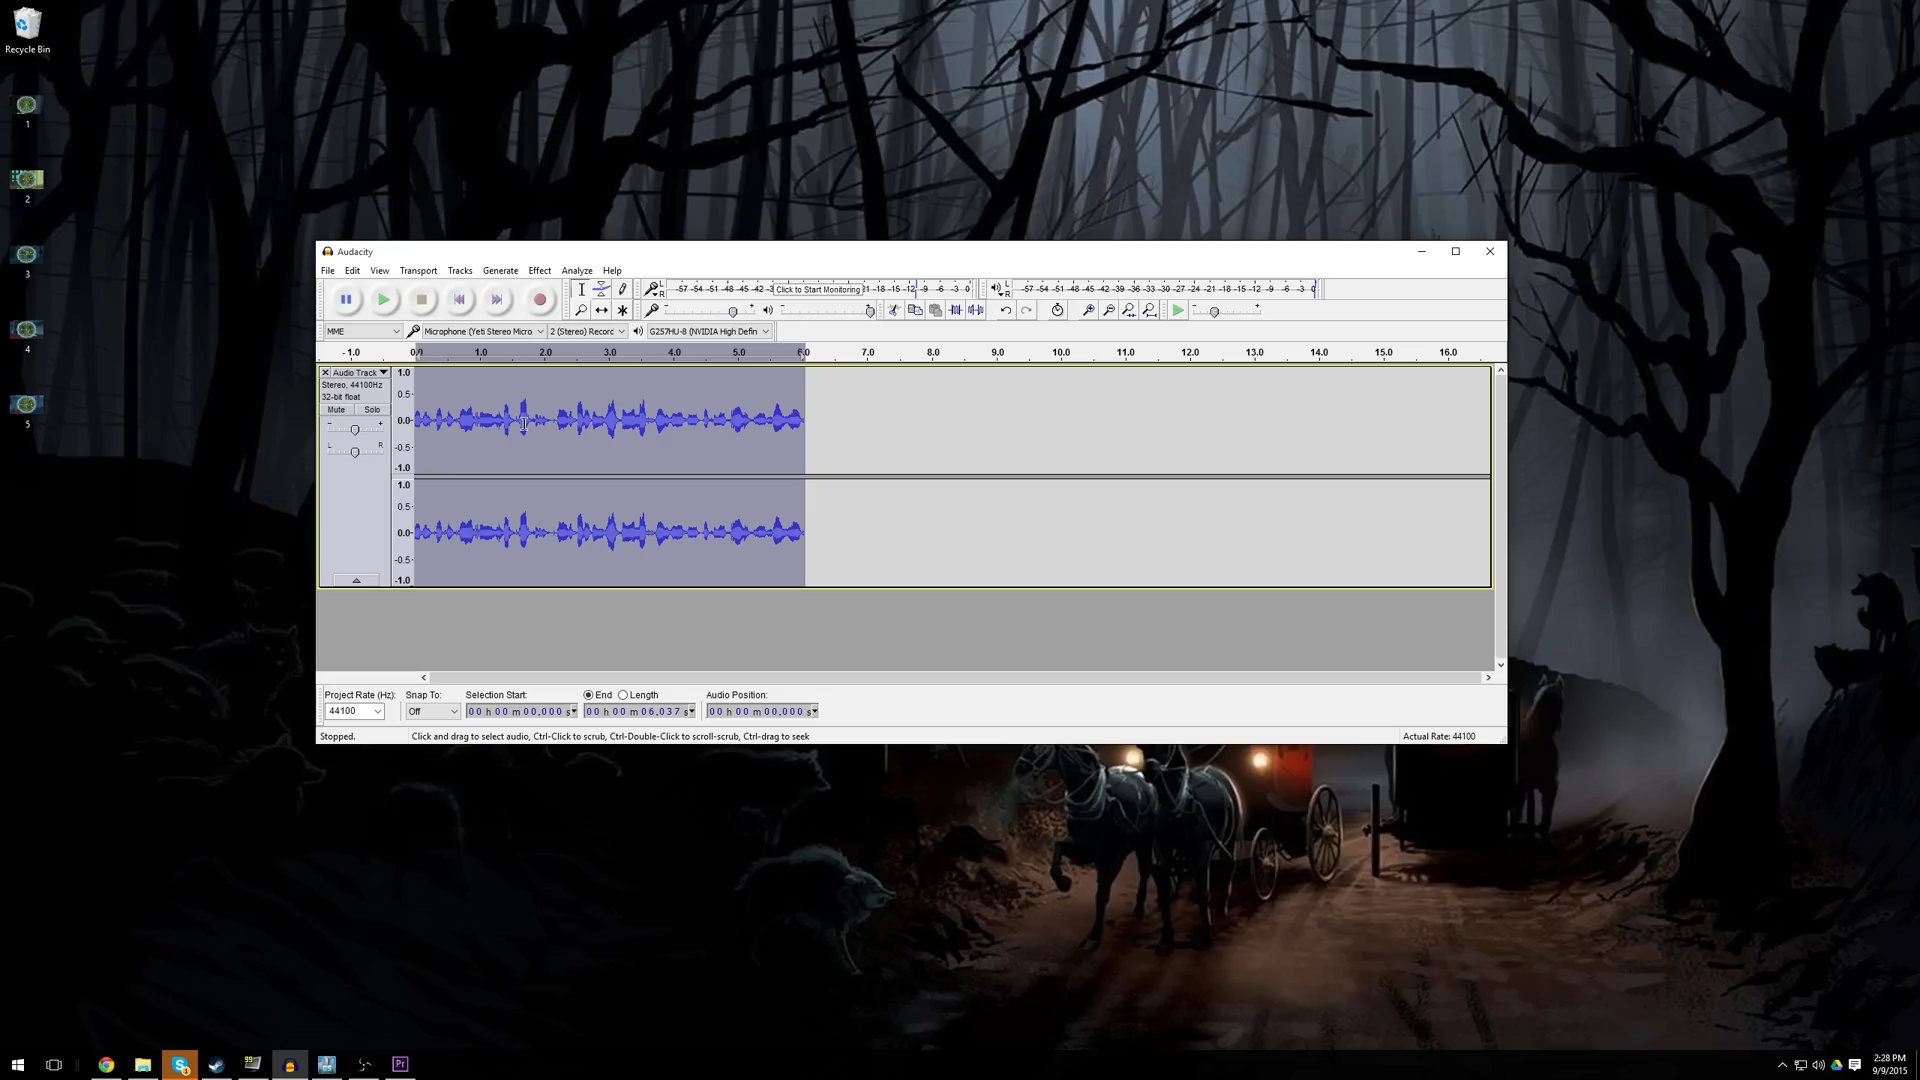 Recycle Bin
1
2
3
4
5
Audacity
File Edit View Transport Tracks Generate Effect Analyze Help
L R -57 -54 -51 -48 -45 -42 -3 Click to Start Monitoring -18 -15 -12 -9 -6 -3 0
L R -57 -54 -51 -48 -45 -42 -39 -36 -33 -30 -27 -24 -21 -18 -15 -12 -9 -6 -3 0
MME Microphone (Yeti Stereo Micro 2 (Stereo) Record G257HU-8 (NVIDIA High Defin
- 1.0 0.0 1.0 2.0 3.0 4.0 5.0 6.0 7.0 8.0 9.0 10.0 11.0 12.0 13.0 14.0 15.0 16.0
Audio Track
Stereo, 44100Hz
32-bit float
Mute Solo
- +
L R
1.0
0.5
0.0
-0.5
-1.0
1.0
0.5
0.0
-0.5
-1.0
Project Rate (Hz): Snap To: Selection Start: End Length Audio Position:
44100 Off 00 h 00 m 00,000 s 00 h 00 m 06,037 s 00 h 00 m 00,000 s
Stopped. Click and drag to select audio, Ctrl-Click to scrub, Ctrl-Double-Click to scroll-scrub, Ctrl-drag to seek Actual Rate: 44100
99
Pr
2:28 PM
9/9/2015